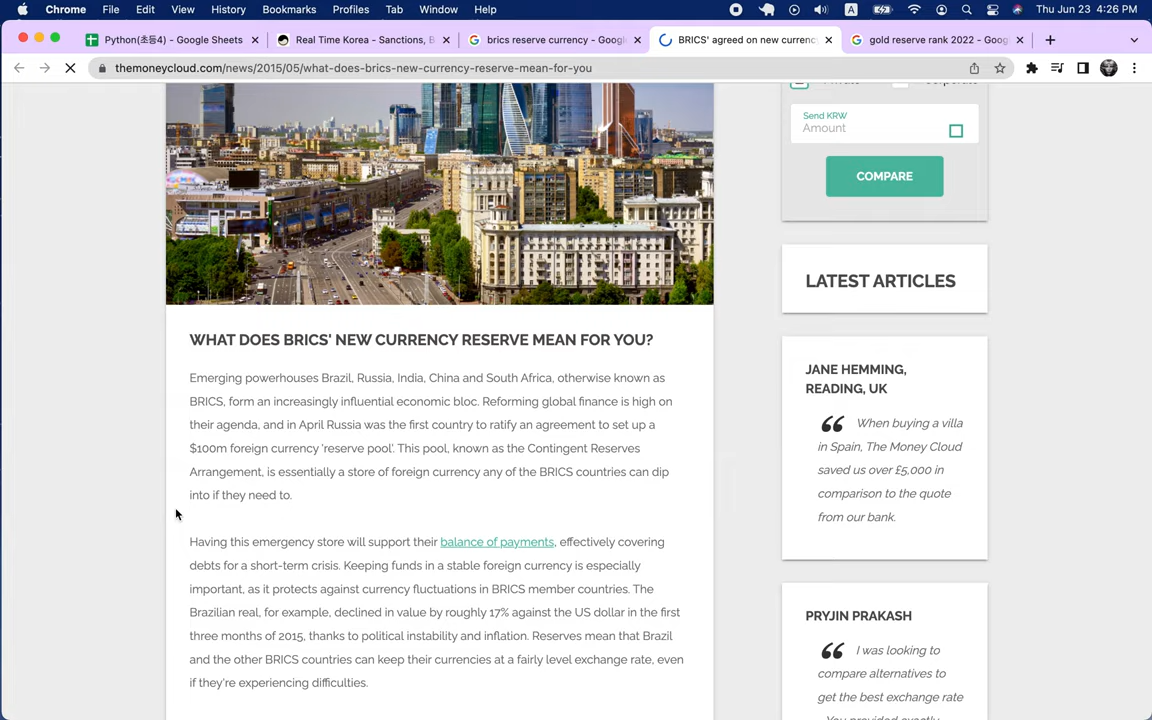 Chrome File Edit View History Bookmarks Profiles Tab Window Help A Thu Jun 23 4:26 PM
Python(초등4) - Google Sheets Real Time Korea - Sanctions, B brics reserve currency - Googl BRICS' agreed on new currenc gold reserve rank 2022 - Goog
themoneycloud.com/news/2015/05/what-does-brics-new-currency-reserve-mean-for-you
Send KRW
Amount
COMPARE
LATEST ARTICLES
WHAT DOES BRICS' NEW CURRENCY RESERVE MEAN FOR YOU?
Emerging powerhouses Brazil, Russia, India, China and South Africa, otherwise known as
BRICS, form an increasingly influential economic bloc. Reforming global finance is high on
their agenda, and in April Russia was the first country to ratify an agreement to set up a
$100m foreign currency 'reserve pool'. This pool, known as the Contingent Reserves
Arrangement, is essentially a store of foreign currency any of the BRICS countries can dip
into if they need to.
Having this emergency store will support their balance of payments, effectively covering
debts for a short-term crisis. Keeping funds in a stable foreign currency is especially
important, as it protects against currency fluctuations in BRICS member countries. The
Brazilian real, for example, declined in value by roughly 17% against the US dollar in the first
three months of 2015, thanks to political instability and inflation. Reserves mean that Brazil
and the other BRICS countries can keep their currencies at a fairly level exchange rate, even
if they're experiencing difficulties.
JANE HEMMING,
READING, UK
When buying a villa
in Spain, The Money Cloud
saved us over £5,000 in
comparison to the quote
from our bank.
PRYJIN PRAKASH
I was looking to
compare alternatives to
get the best exchange rate